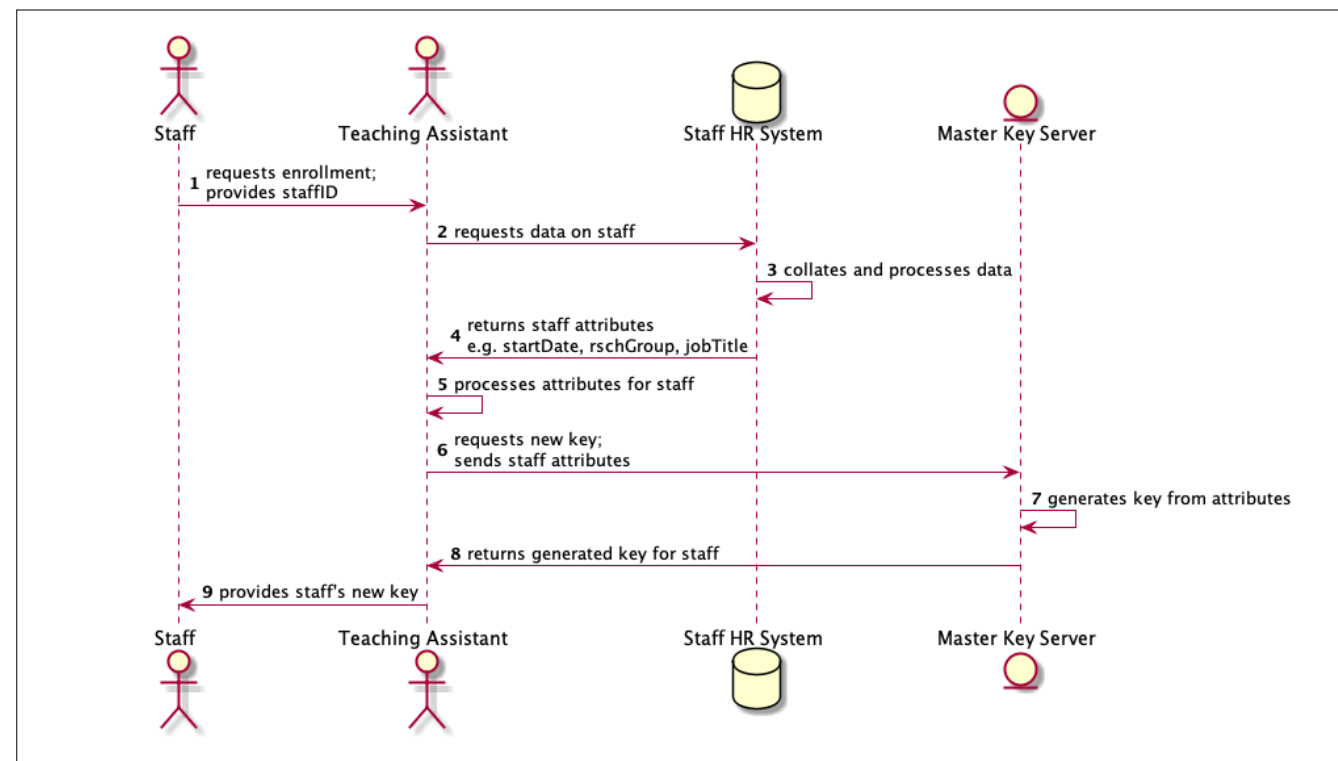 Staff
Teaching Assistant
Staff HR System
Master Key Server
1 requests enrollment;
provides staffID
2 requests data on staff
3 collates and processes data
4 returns staff attributes
e.g. startDate, rschGroup, jobTitle
5 processes attributes for staff
6 requests new key;
sends staff attributes
7 generates key from attributes
8 returns generated key for staff
9 provides staff's new key
Staff
Teaching Assistant
Staff HR System
Master Key Server